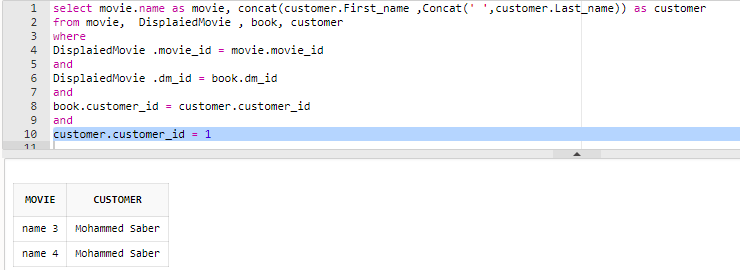 1 select movie.name as movie, concat(customer.First_name ,Concat(' ',customer.Last_name)) as customer
2 from movie,  DisplaiedMovie , book, customer
3 where
4 DisplaiedMovie .movie_id = movie.movie_id
5 and
6 DisplaiedMovie .dm_id = book.dm_id
7 and
8 book.customer_id = customer.customer_id
9 and
10 customer.customer_id = 1
11
MOVIE CUSTOMER
name 3 Mohammed Saber
name 4 Mohammed Saber